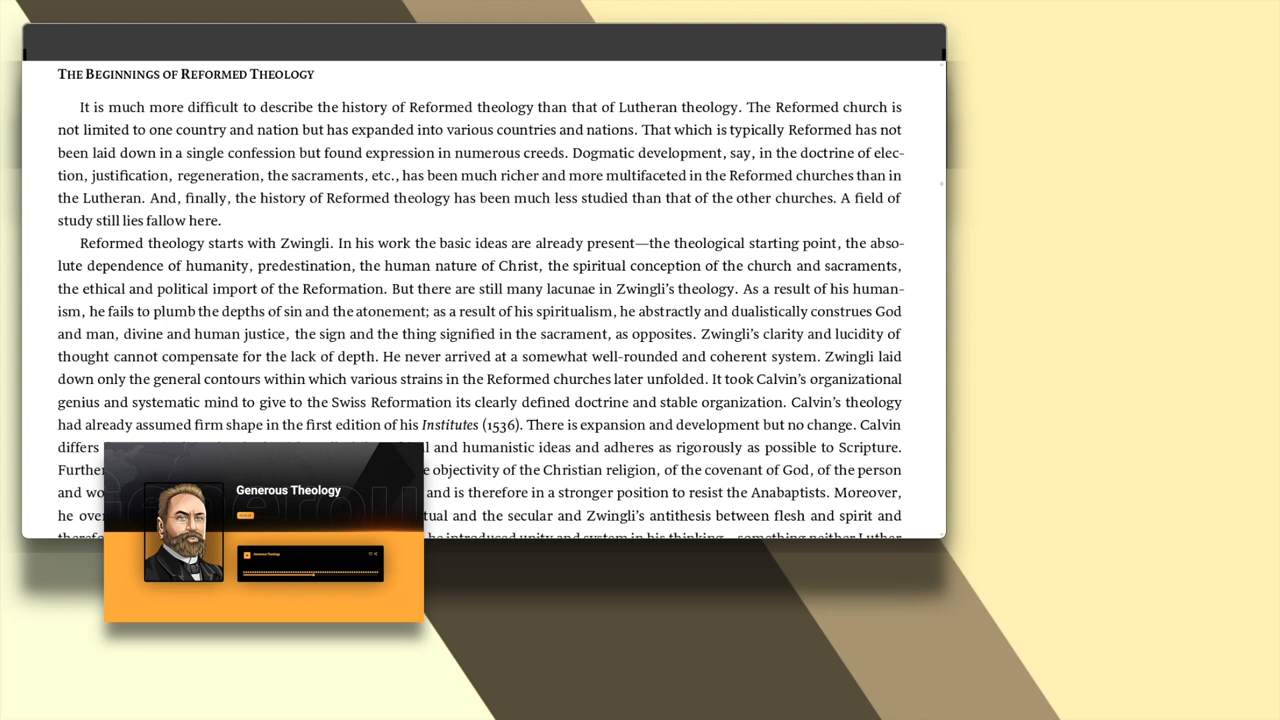 THE BEGINNINGS OF REFORMED THEOLOGY
It is much more difficult to describe the history of Reformed theology than that of Lutheran theology. The Reformed church is
not limited to one country and nation but has expanded into various countries and nations. That which is typically Reformed has not
been laid down in a single confession but found expression in numerous creeds. Dogmatic development, say, in the doctrine of elec-
tion, justification, regeneration, the sacraments, etc., has been much richer and more multifaceted in the Reformed churches than in
the Lutheran. And, finally, the history of Reformed theology has been much less studied than that of the other churches. A field of
study still lies fallow here.
Reformed theology starts with Zwingli. In his work the basic ideas are already present—the theological starting point, the abso-
lute dependence of humanity, predestination, the human nature of Christ, the spiritual conception of the church and sacraments,
the ethical and political import of the Reformation. But there are still many lacunae in Zwingli's theology. As a result of his human-
ism, he fails to plumb the depths of sin and the atonement; as a result of his spiritualism, he abstractly and dualistically construes God
and man, divine and human justice, the sign and the thing signified in the sacrament, as opposites. Zwingli's clarity and lucidity of
thought cannot compensate for the lack of depth. He never arrived at a somewhat well-rounded and coherent system. Zwingli laid
down only the general contours within which various strains in the Reformed churches later unfolded. It took Calvin's organizational
genius and systematic mind to give to the Swiss Reformation its clearly defined doctrine and stable organization. Calvin's theology
had already assumed firm shape in the first edition of his Institutes (1536). There is expansion and development but no change. Calvin
differs and humanistic ideas and adheres as rigorously as possible to Scripture.
Further objectivity of the Christian religion, of the covenant of God, of the person
and wo and is therefore in a stronger position to resist the Anabaptists. Moreover,
he over tual and the secular and Zwingli's antithesis between flesh and spirit and
he introduced unity and system in his thinking—something neither Luther
Generous Theology
Generous Theology